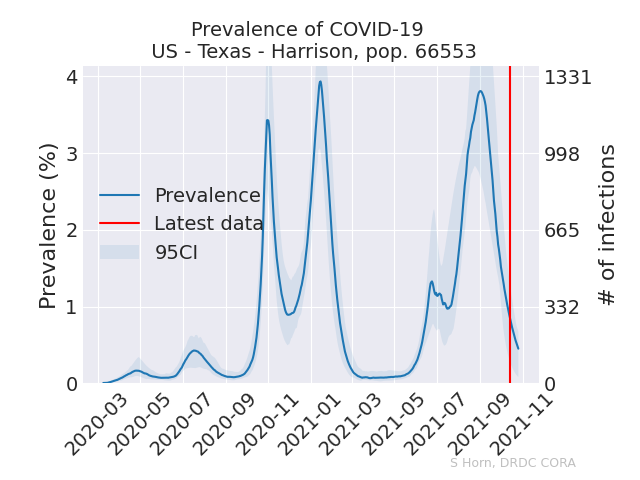 Prevalence of COVID-19
US - Texas - Harrison, pop. 66553
Prevalence (%)
4
3
2
1
0
1331
998
665
332
0
# of infections
Prevalence
Latest data
95CI
2020-03
2020-05
2020-07
2020-09
2020-11
2021-01
2021-03
2021-05
2021-07
2021-09
2021-11
S Horn, DRDC CORA